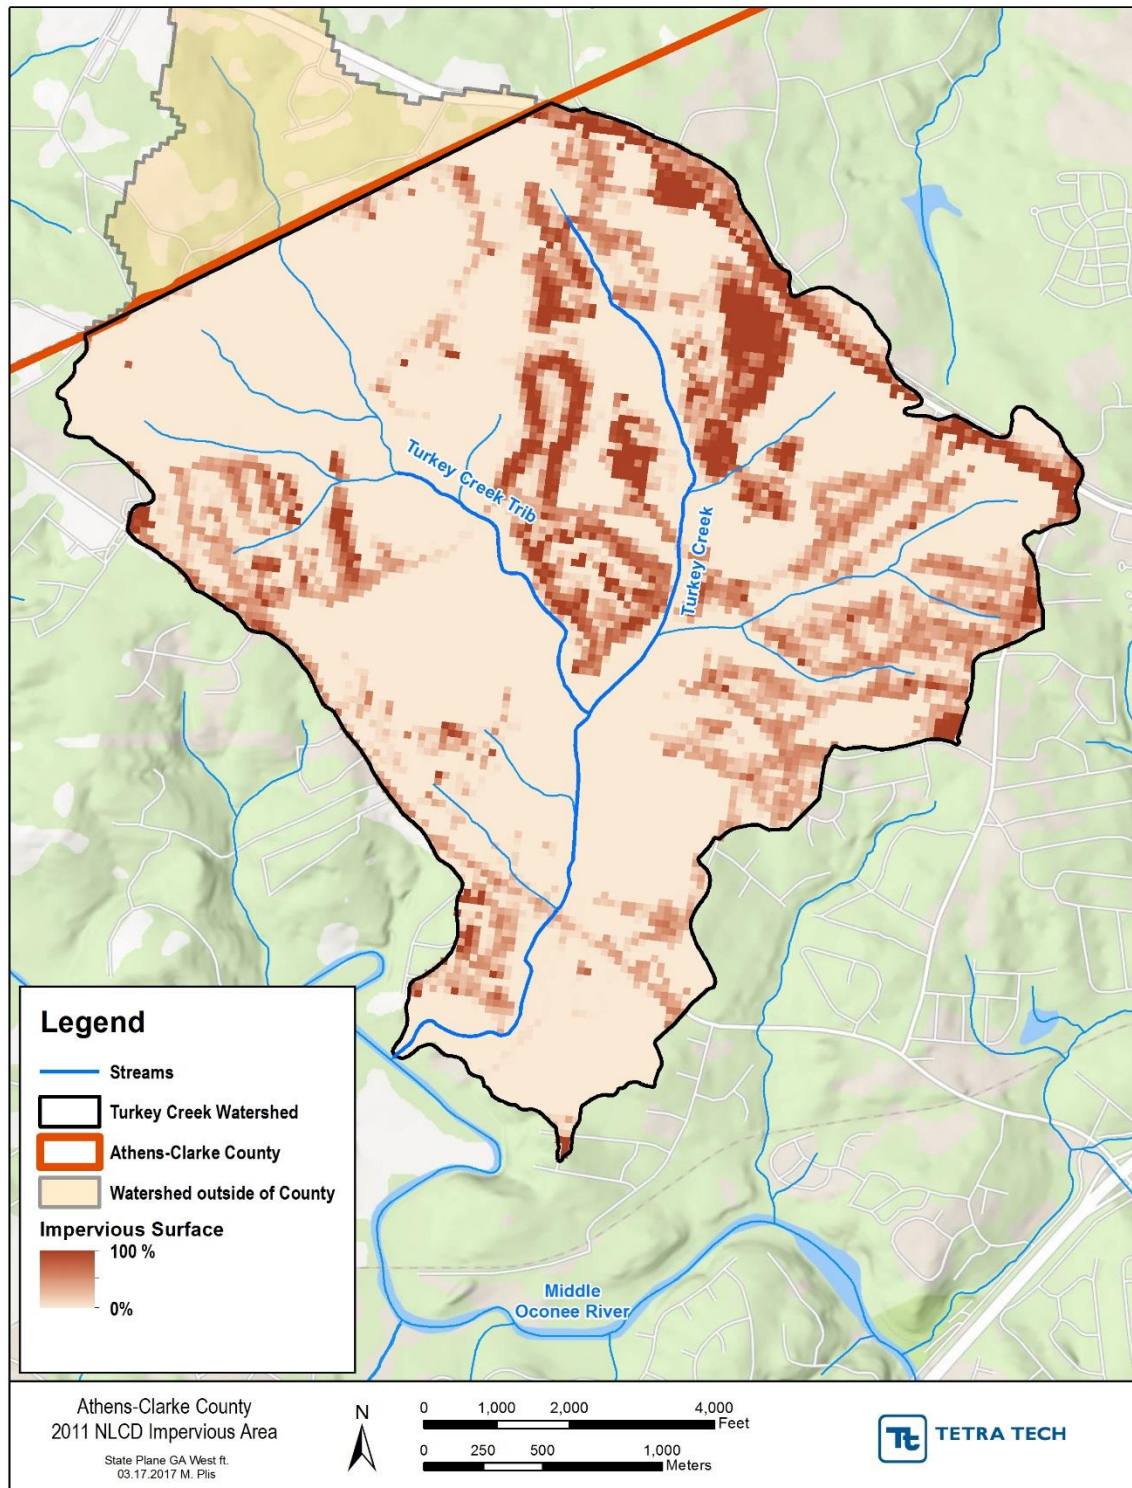 Turkey Creek Trib
Turkey Creek
Legend
Streams
Turkey Creek Watershed
Athens-Clarke County
Watershed outside of County
Impervious Surface
100 %
0%
Middle
Oconee River
Athens-Clarke County
2011 NLCD Impervious Area
State Plane GA West ft.
03.17.2017 M. Plis
N
0 1,000 2,000 4,000
Feet
0 250 500 1,000
Meters
Tt TETRA TECH